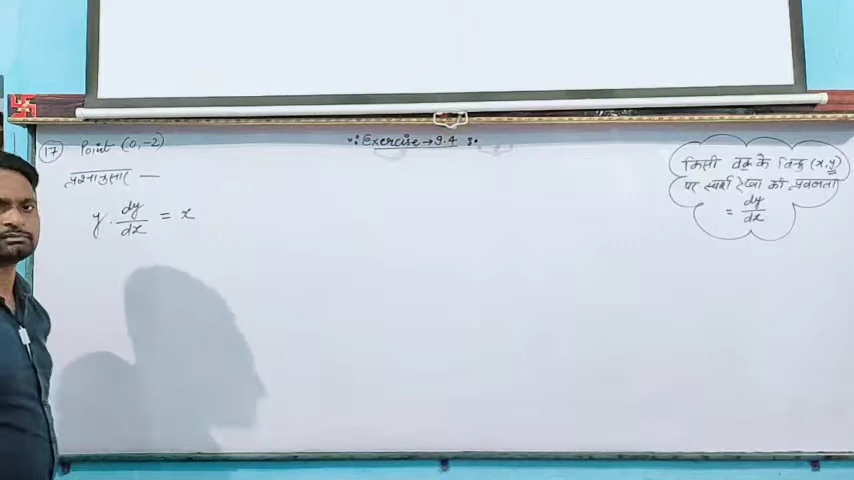 ∴ Exercise → 9.4 :
(17) Point (0, -2)
प्रश्नानुसार —
y · dy/dx = x
किसी वक्र के बिन्दु (x, y)
पर स्पर्श रेखा की प्रवणता
= dy/dx